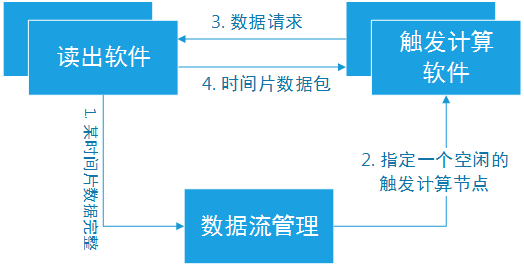 3. 数据请求
读出软件
触发计算
软件
4. 时间片数据包
1. 某时间片数据完整
2. 指定一个空闲的
触发计算节点
数据流管理